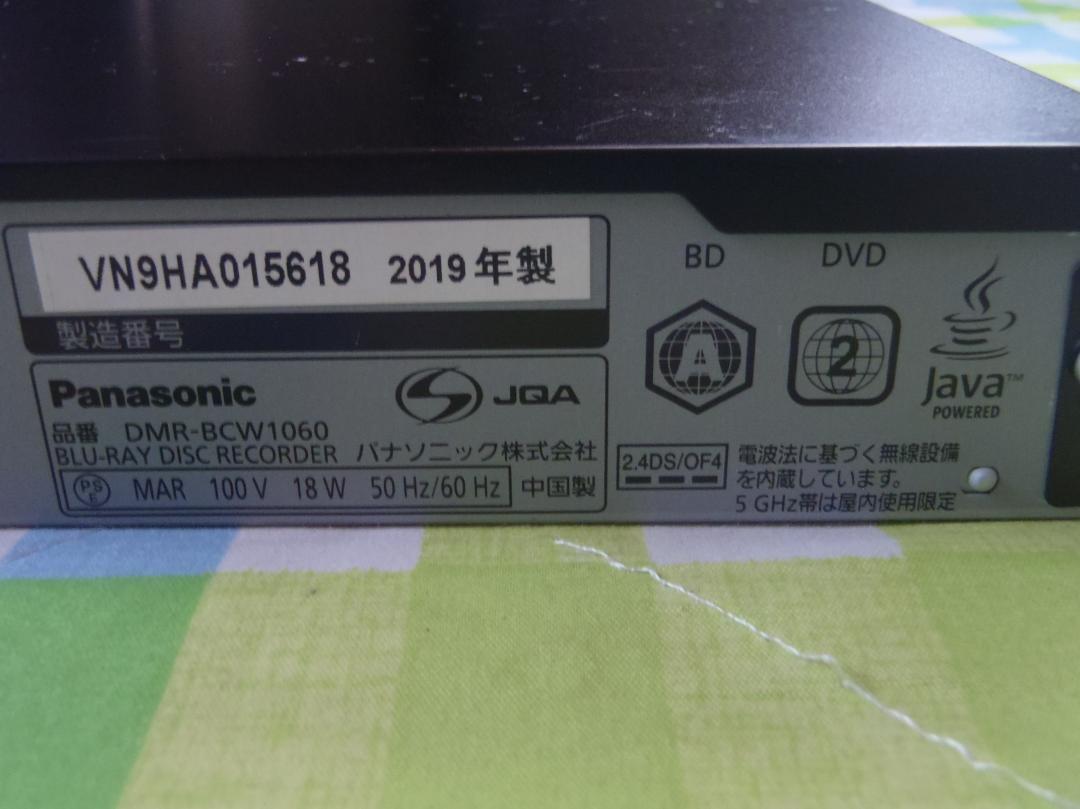 VN9HA015618 2019年製
製造番号
Panasonic JQA
品番 DMR-BCW1060
BLU-RAY DISC RECORDER パナソニック株式会社
PS E MAR 100 V 18 W 50 Hz/60 Hz 中国製
BD DVD
A 2
Java™
POWERED
2.4DS/OF4
電波法に基づく無線設備
を内蔵しています。
5 GHz帯は屋内使用限定